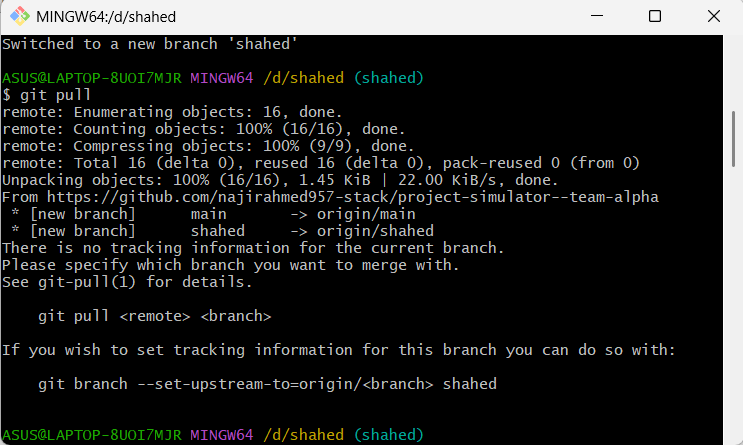 MINGW64:/d/shahed
Switched to a new branch 'shahed'
ASUS@LAPTOP-8UOI7MJR MINGW64 /d/shahed (shahed)
$ git pull
remote: Enumerating objects: 16, done.
remote: Counting objects: 100% (16/16), done.
remote: Compressing objects: 100% (9/9), done.
remote: Total 16 (delta 0), reused 16 (delta 0), pack-reused 0 (from 0)
Unpacking objects: 100% (16/16), 1.45 KiB | 22.00 KiB/s, done.
From https://github.com/najirahmed957-stack/project-simulator--team-alpha
 * [new branch]      main       -> origin/main
 * [new branch]      shahed     -> origin/shahed
There is no tracking information for the current branch.
Please specify which branch you want to merge with.
See git-pull(1) for details.
    git pull <remote> <branch>
If you wish to set tracking information for this branch you can do so with:
    git branch --set-upstream-to=origin/<branch> shahed
ASUS@LAPTOP-8UOI7MJR MINGW64 /d/shahed (shahed)